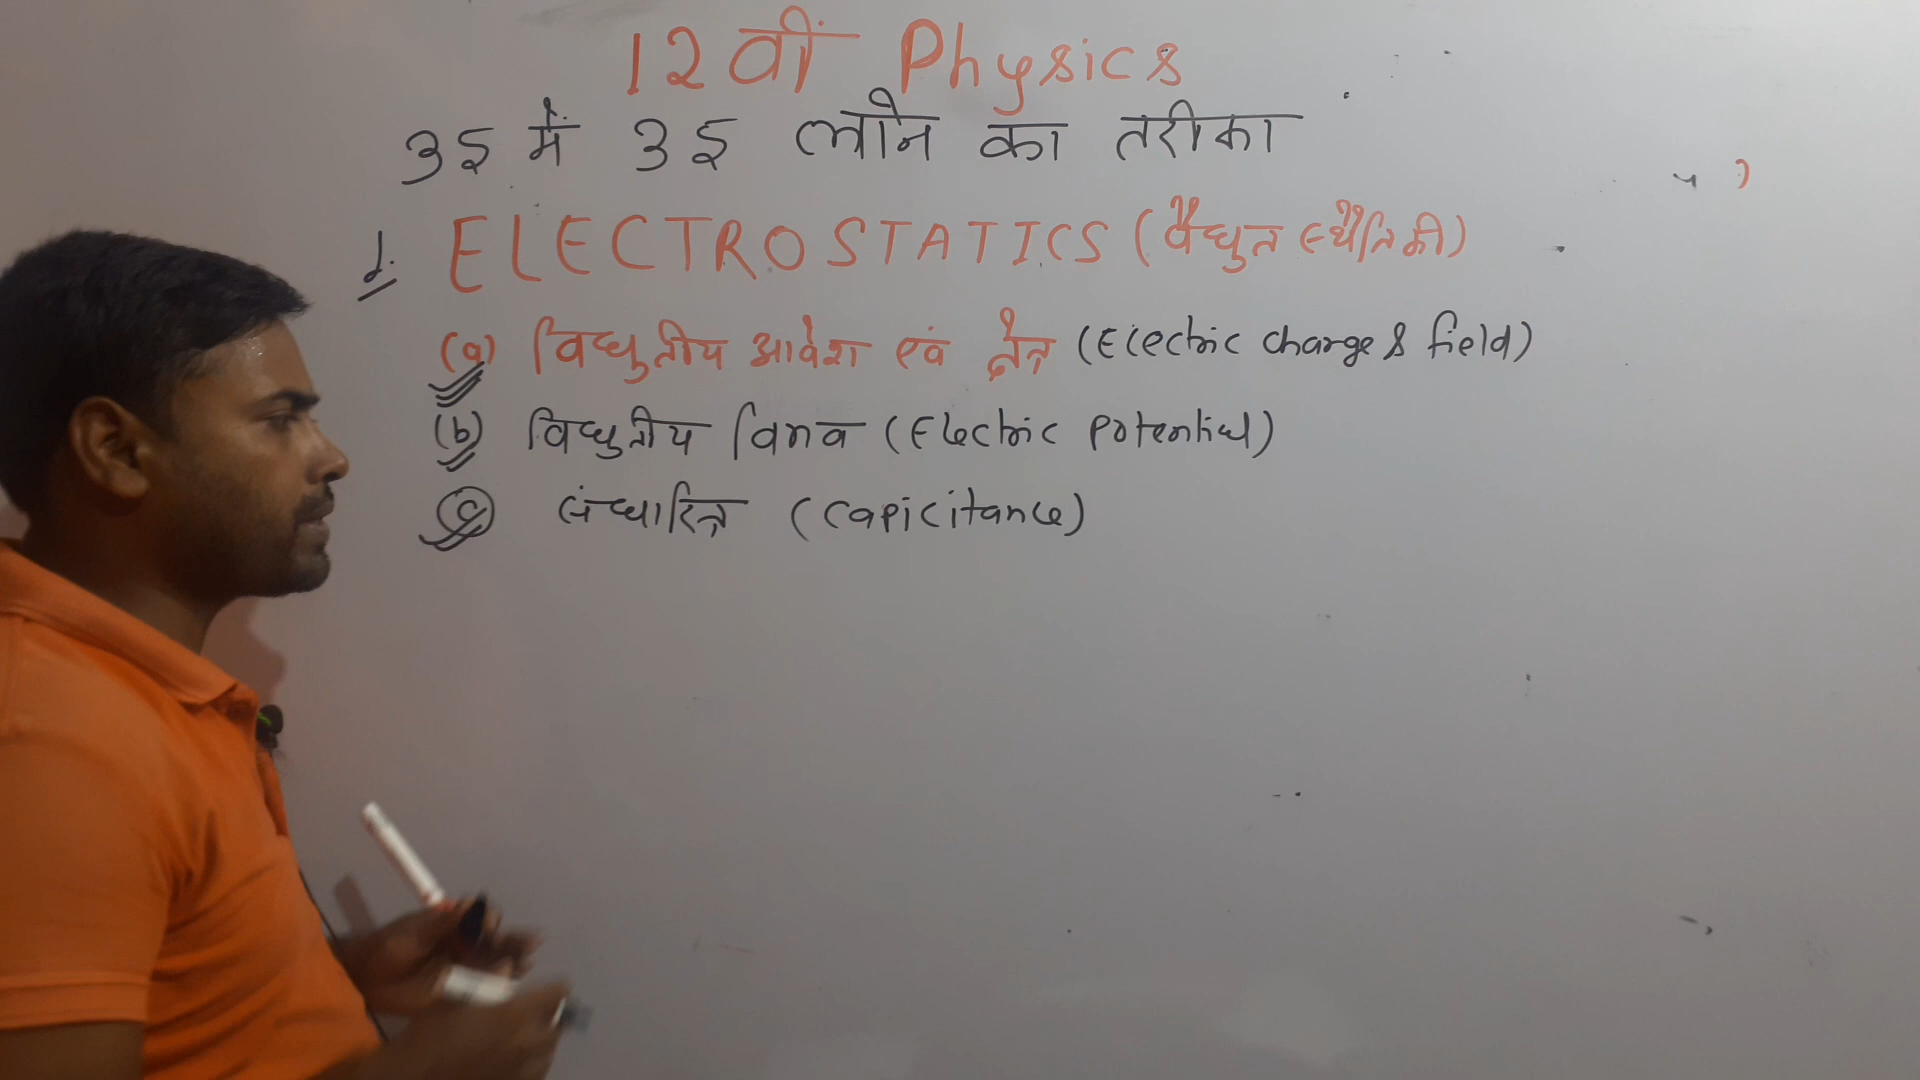 12वीं Physics
35 में 35 लाने का तरीका
1. ELECTROSTATICS (वैधुत स्थैतिकी)
(a) विधुतीय आवेश एवं क्षेत्र (Electric charge & field)
(b) विधुतीय विभव (Electric Potential)
(c) संधारित्र (Capicitance)